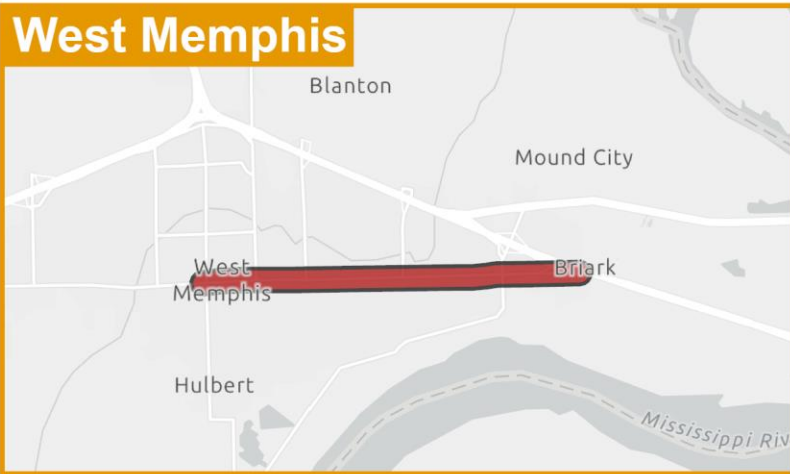 West Memphis
Blanton
Mound City
West
Memphis
Briark
Hulbert
Mississippi Riv